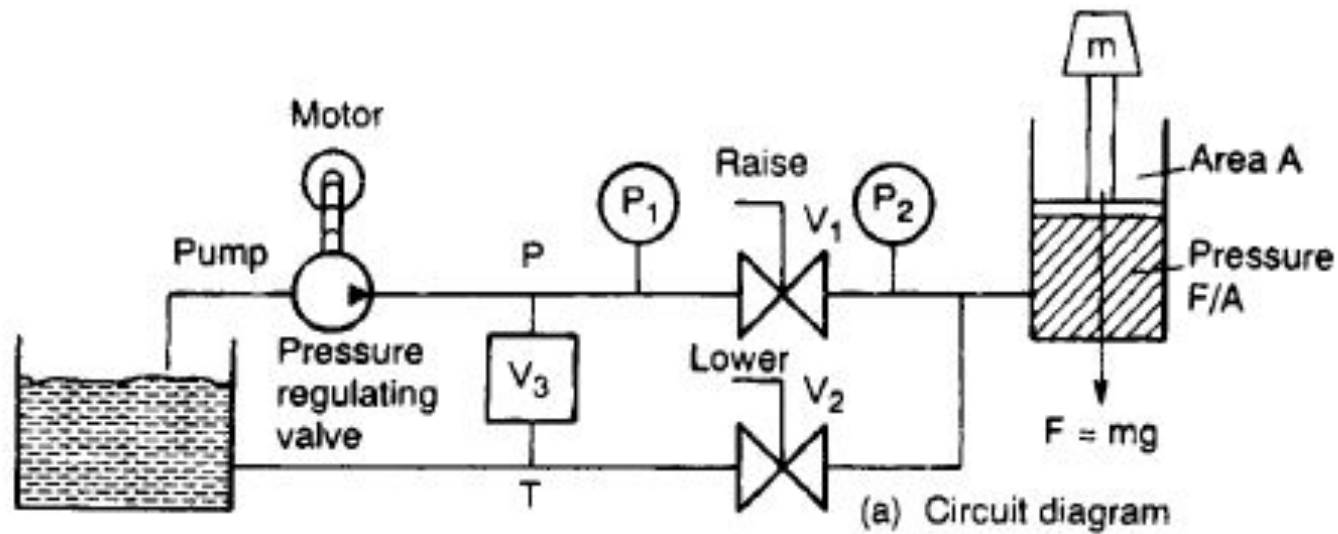 m
Motor
Raise
Area A
P₁
V₁
P₂
Pump
P
Pressure
F/A
Pressure
regulating
valve
V₃
Lower
V₂
F = mg
T
(a) Circuit diagram